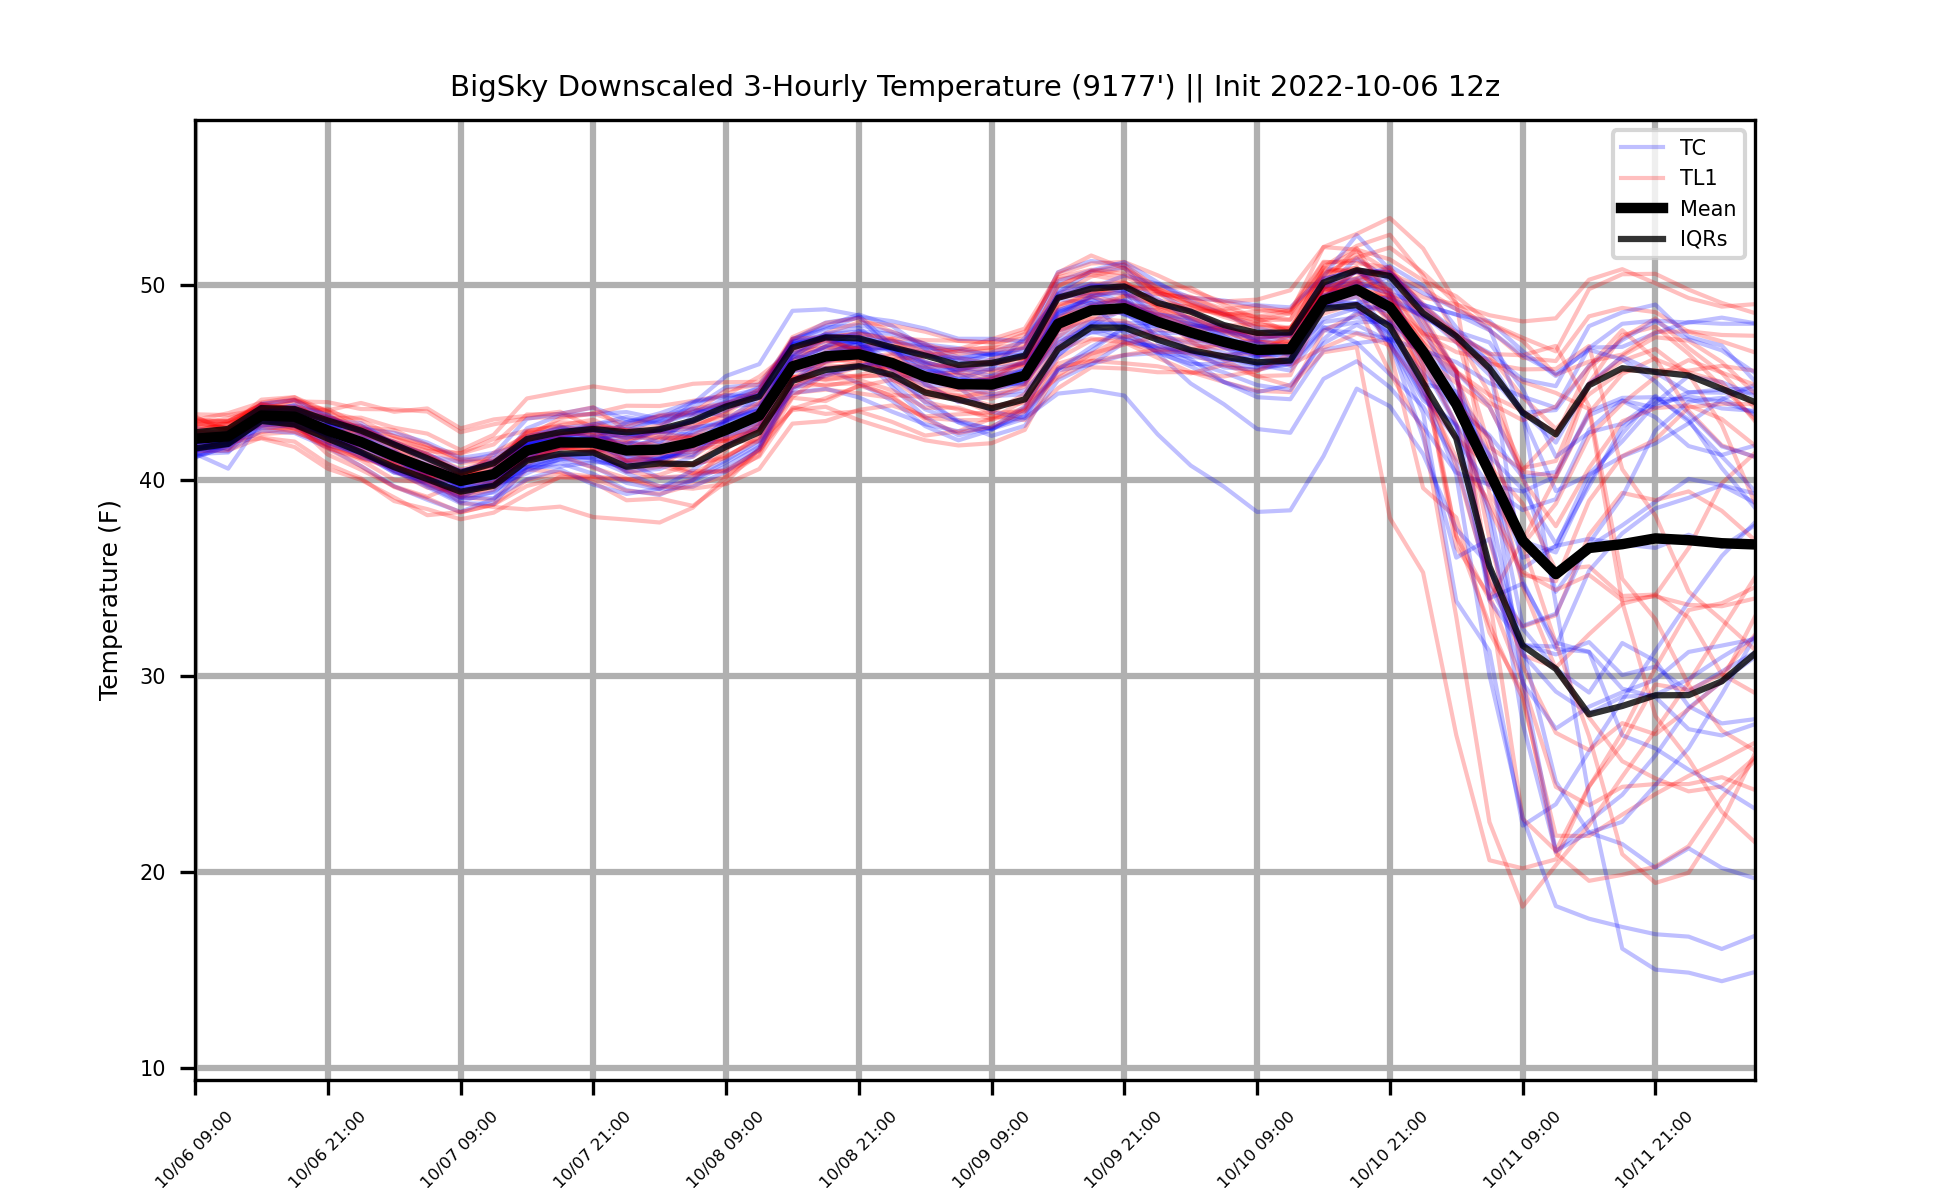 BigSky Downscaled 3-Hourly Temperature (9177') || Init 2022-10-06 12z
TC
TL1
Mean
IQRs
Temperature (F)
50
40
30
20
10
10/06 09:00
10/06 21:00
10/07 09:00
10/07 21:00
10/08 09:00
10/08 21:00
10/09 09:00
10/09 21:00
10/10 09:00
10/10 21:00
10/11 09:00
10/11 21:00